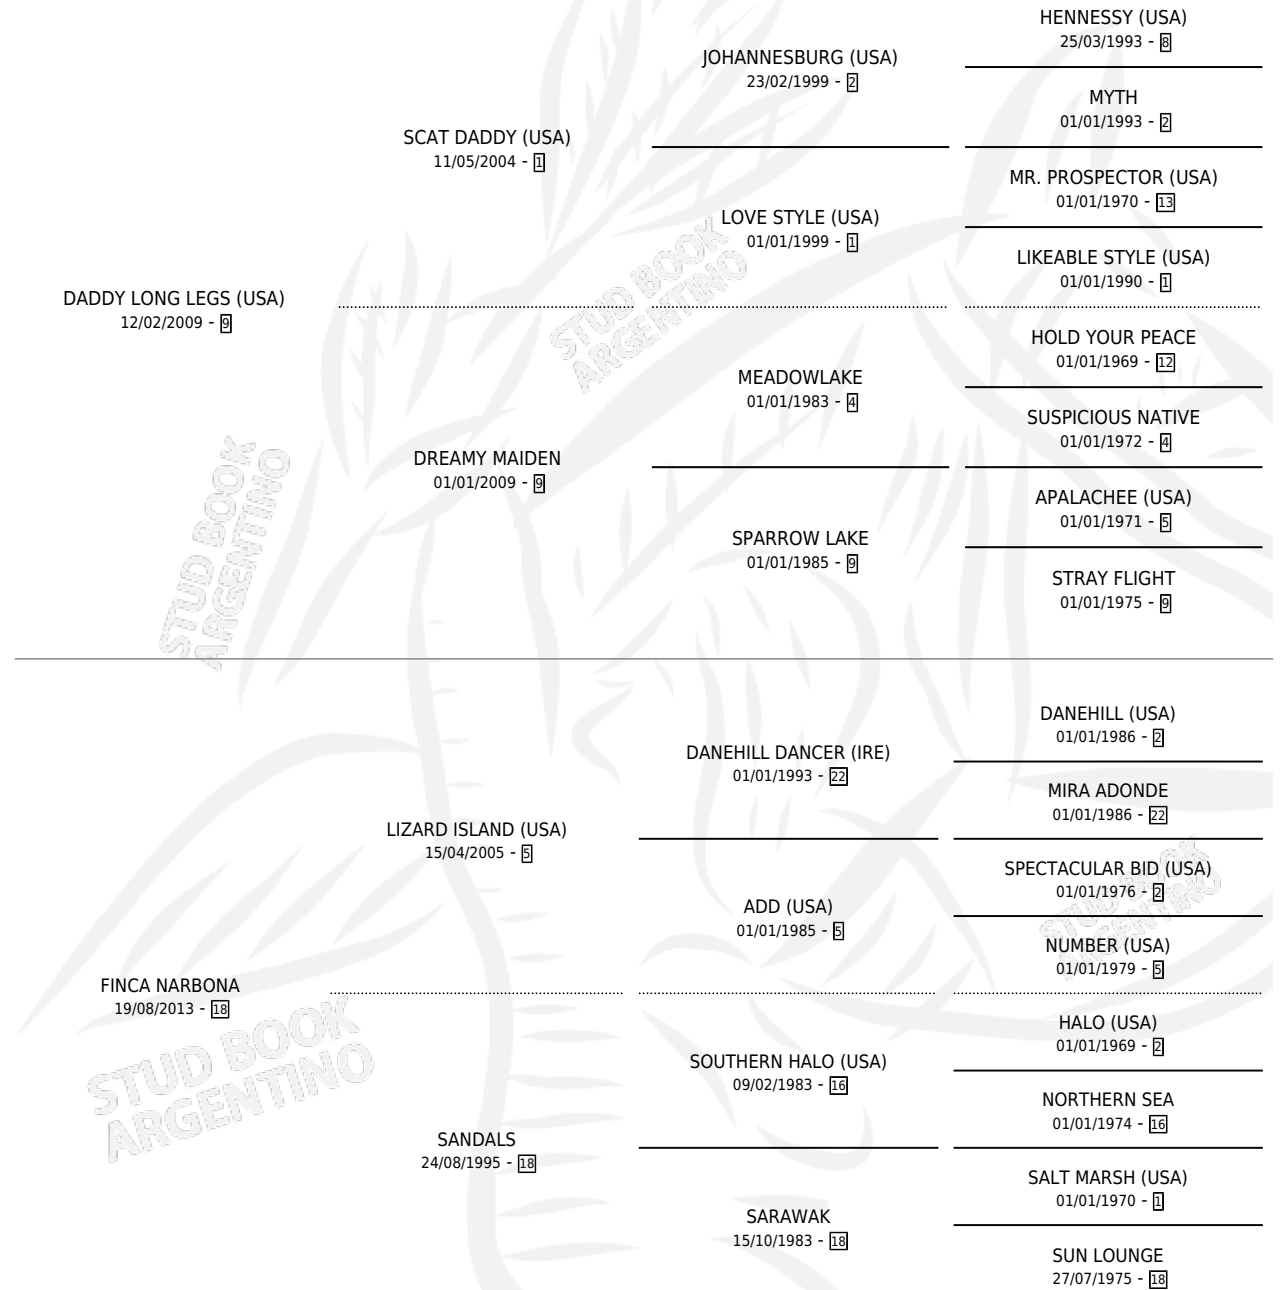 HENNESSY (USA)
25/03/1993 - 8
JOHANNESBURG (USA)
23/02/1999 - 2
MYTH
01/01/1993 - 2
SCAT DADDY (USA)
11/05/2004 - 1
MR. PROSPECTOR (USA)
01/01/1970 - 13
LOVE STYLE (USA)
01/01/1999 - 1
LIKEABLE STYLE (USA)
01/01/1990 - 1
DADDY LONG LEGS (USA)
12/02/2009 - 9
STUD BOOK
ARGENTINO
HOLD YOUR PEACE
01/01/1969 - 12
MEADOWLAKE
01/01/1983 - 4
SUSPICIOUS NATIVE
01/01/1972 - 4
DREAMY MAIDEN
01/01/2009 - 9
APALACHEE (USA)
01/01/1971 - 5
SPARROW LAKE
01/01/1985 - 9
STRAY FLIGHT
01/01/1975 - 9
STUD BOOK
ARGENTINO
DANEHILL (USA)
01/01/1986 - 2
DANEHILL DANCER (IRE)
01/01/1993 - 22
MIRA ADONDE
01/01/1986 - 22
LIZARD ISLAND (USA)
15/04/2005 - 5
SPECTACULAR BID (USA)
01/01/1976 - 2
ADD (USA)
01/01/1985 - 5
STUD BOOK
ARGENTINO
NUMBER (USA)
01/01/1979 - 5
FINCA NARBONA
19/08/2013 - 18
STUD BOOK
ARGENTINO
HALO (USA)
01/01/1969 - 2
SOUTHERN HALO (USA)
09/02/1983 - 16
NORTHERN SEA
01/01/1974 - 16
SANDALS
24/08/1995 - 18
SALT MARSH (USA)
01/01/1970 - 1
SARAWAK
15/10/1983 - 18
SUN LOUNGE
27/07/1975 - 18